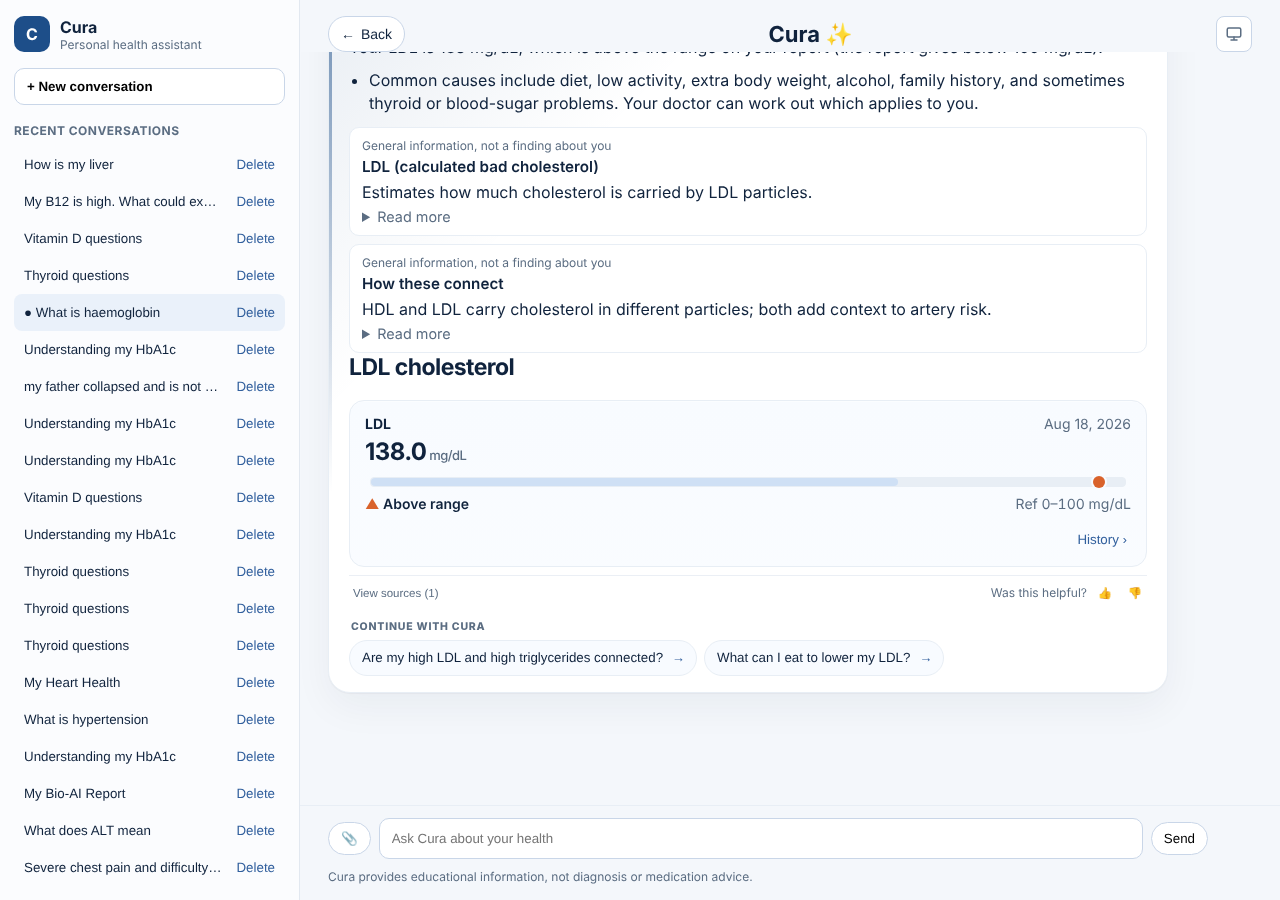 C
Cura
Personal health assistant
+ New conversation
RECENT CONVERSATIONS
How is my liver Delete
My B12 is high. What could ex… Delete
Vitamin D questions Delete
Thyroid questions Delete
● What is haemoglobin Delete
Understanding my HbA1c Delete
my father collapsed and is not … Delete
Understanding my HbA1c Delete
Understanding my HbA1c Delete
Vitamin D questions Delete
Understanding my HbA1c Delete
Thyroid questions Delete
Thyroid questions Delete
Thyroid questions Delete
My Heart Health Delete
What is hypertension Delete
Understanding my HbA1c Delete
My Bio-AI Report Delete
What does ALT mean Delete
Severe chest pain and difficulty… Delete
← Back
Cura ✨
• Common causes include diet, low activity, extra body weight, alcohol, family history, and sometimes
thyroid or blood-sugar problems. Your doctor can work out which applies to you.
General information, not a finding about you
LDL (calculated bad cholesterol)
Estimates how much cholesterol is carried by LDL particles.
▶ Read more
General information, not a finding about you
How these connect
HDL and LDL carry cholesterol in different particles; both add context to artery risk.
▶ Read more
LDL cholesterol
LDL Aug 18, 2026
138.0 mg/dL
▲ Above range Ref 0–100 mg/dL
History ›
View sources (1) Was this helpful? 👍 👎
CONTINUE WITH CURA
Are my high LDL and high triglycerides connected? → What can I eat to lower my LDL? →
📎 Ask Cura about your health Send
Cura provides educational information, not diagnosis or medication advice.